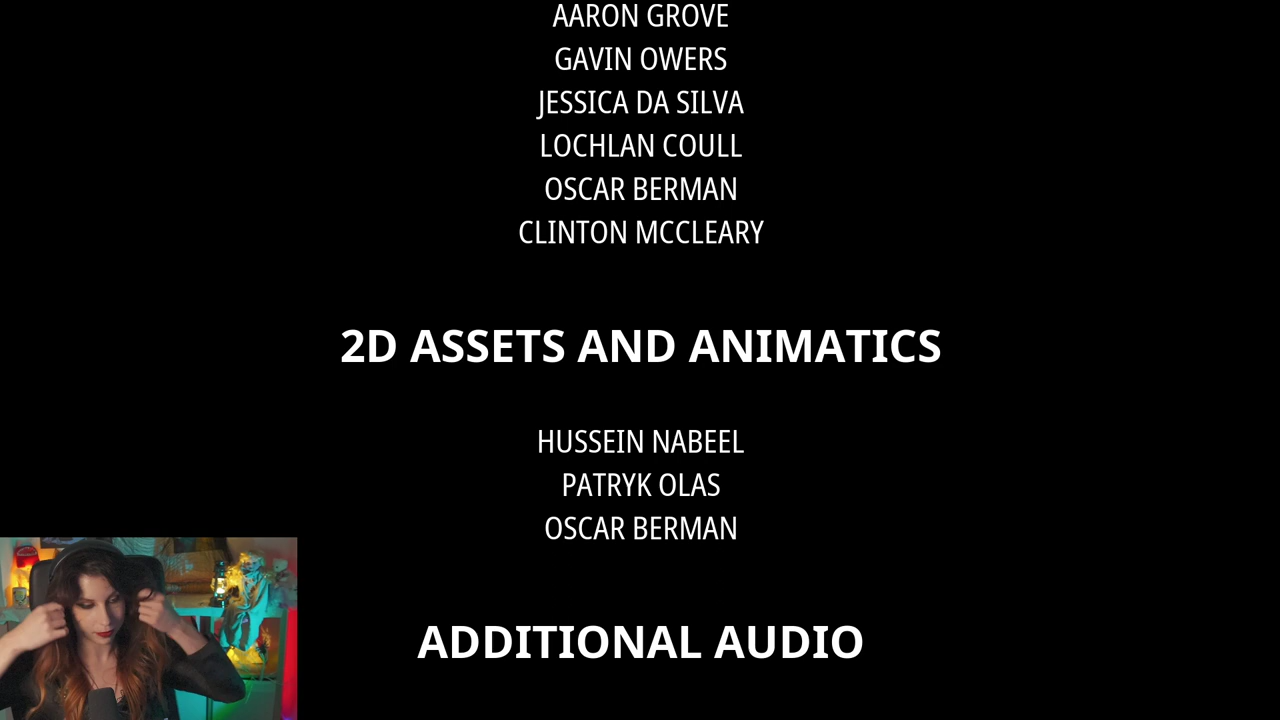 AARON GROVE
GAVIN OWERS
JESSICA DA SILVA
LOCHLAN COULL
OSCAR BERMAN
CLINTON MCCLEARY
2D ASSETS AND ANIMATICS
HUSSEIN NABEEL
PATRYK OLAS
OSCAR BERMAN
ADDITIONAL AUDIO